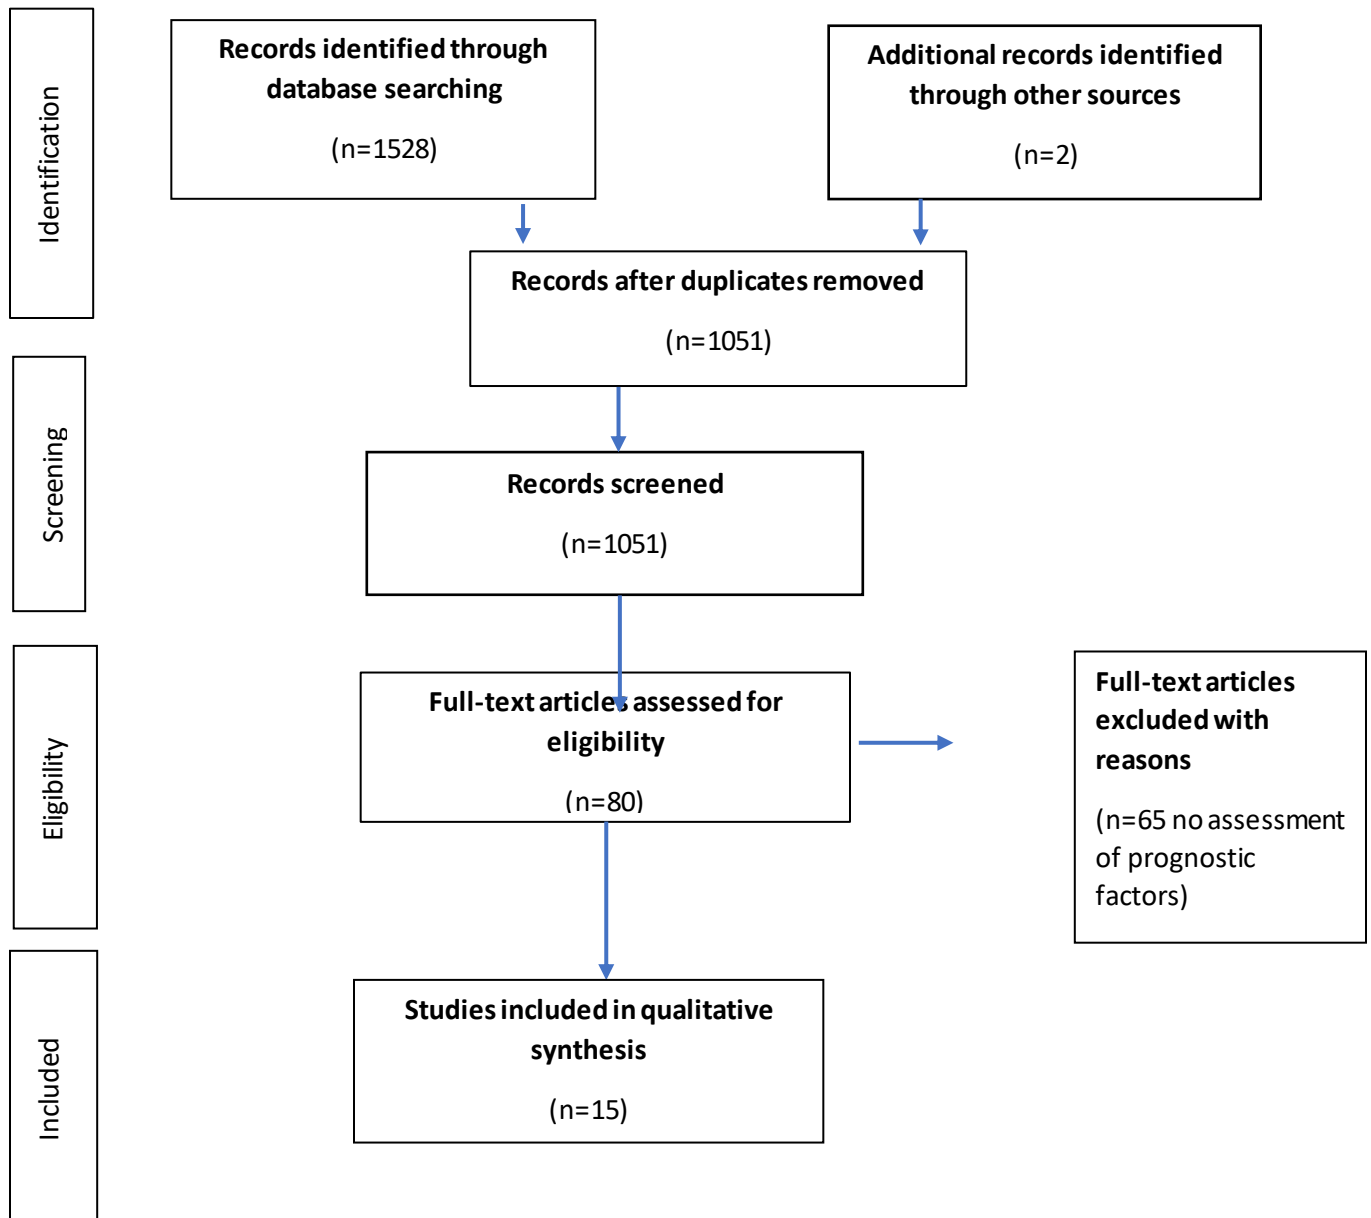 Identification
Records identified through
database searching
(n=1528)
Additional records identified
through other sources
(n=2)
Records after duplicates removed
(n=1051)
Screening
Records screened
(n=1051)
Eligibility
Full-text articles assessed for
eligibility
(n=80)
Full-text articles
excluded with
reasons
(n=65 no assessment
of prognostic
factors)
Included
Studies included in qualitative
synthesis
(n=15)